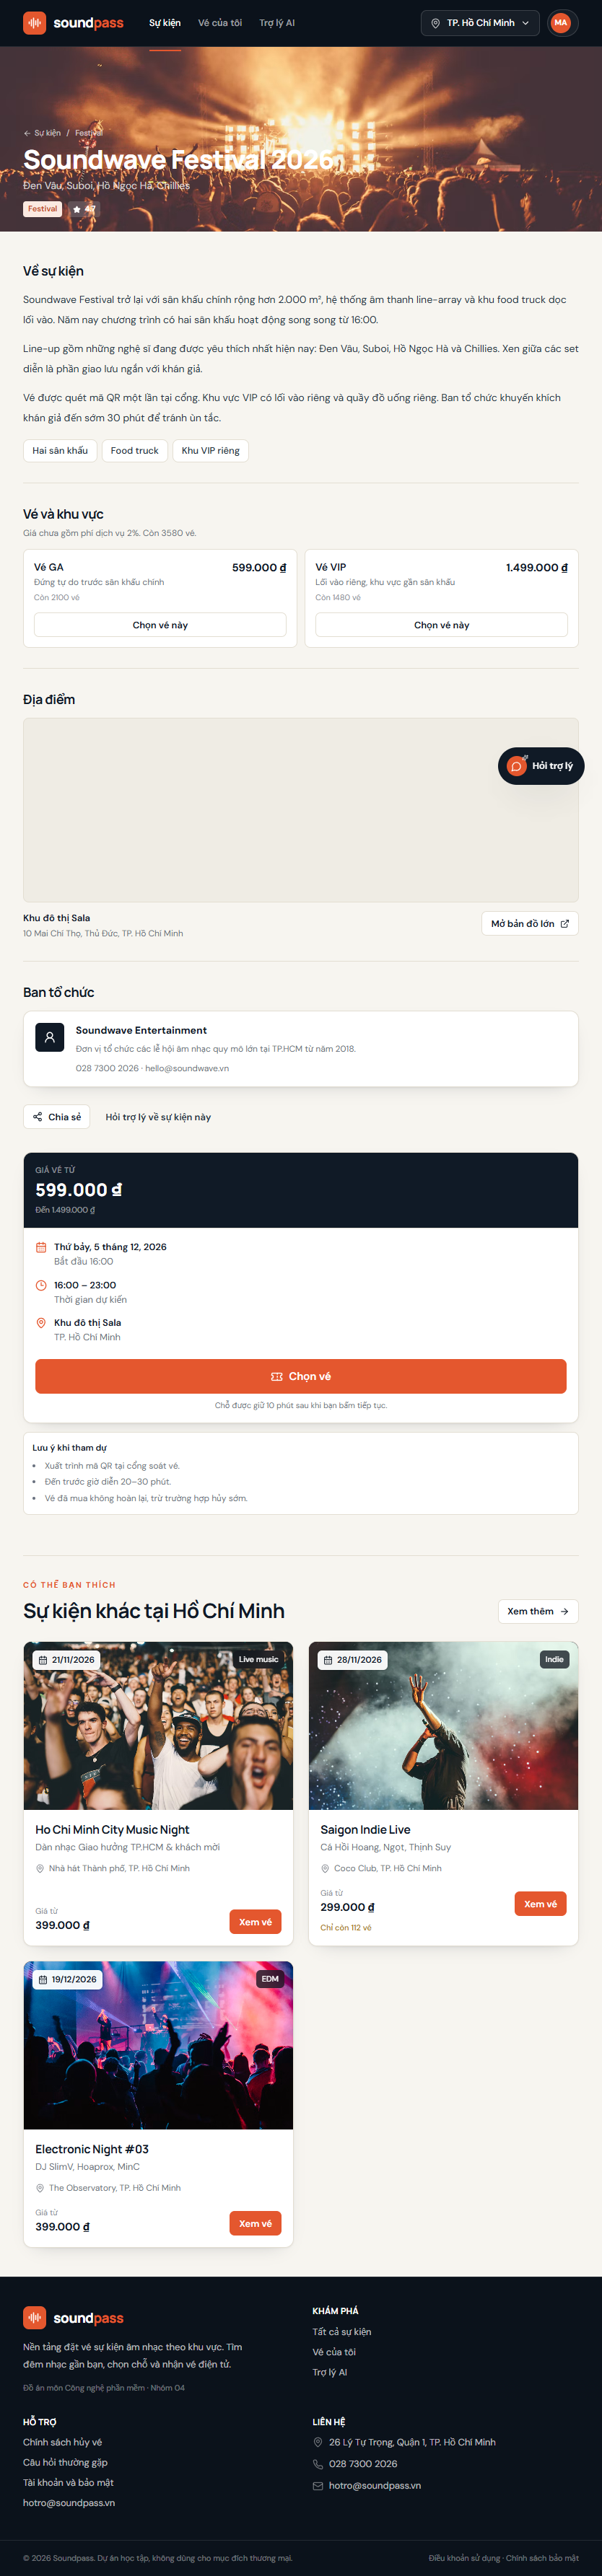 soundpass
Sự kiện
Vé của tôi
Trợ lý AI
TP. Hồ Chí Minh
MA
Sự kiện / Festival
Soundwave Festival 2026
Đen Vâu, Suboi, Hồ Ngọc Hà, Chillies
Festival
4.7
Về sự kiện
Soundwave Festival trở lại với sân khấu chính rộng hơn 2.000 m², hệ thống âm thanh line-array và khu food truck dọc
lối vào. Năm nay chương trình có hai sân khấu hoạt động song song từ 16:00.
Line-up gồm những nghệ sĩ đang được yêu thích nhất hiện nay: Đen Vâu, Suboi, Hồ Ngọc Hà và Chillies. Xen giữa các set
diễn là phần giao lưu ngắn với khán giả.
Vé được quét mã QR một lần tại cổng. Khu vực VIP có lối vào riêng và quầy đồ uống riêng. Ban tổ chức khuyến khích
khán giả đến sớm 30 phút để tránh ùn tắc.
Hai sân khấu
Food truck
Khu VIP riêng
Vé và khu vực
Giá chưa gồm phí dịch vụ 2%. Còn 3580 vé.
Vé GA
599.000 ₫
Đứng tự do trước sân khấu chính
Còn 2100 vé
Chọn vé này
Vé VIP
1.499.000 ₫
Lối vào riêng, khu vực gần sân khấu
Còn 1480 vé
Chọn vé này
Địa điểm
Hỏi trợ lý
Khu đô thị Sala
10 Mai Chí Thọ, Thủ Đức, TP. Hồ Chí Minh
Mở bản đồ lớn
Ban tổ chức
Soundwave Entertainment
Đơn vị tổ chức các lễ hội âm nhạc quy mô lớn tại TP.HCM từ năm 2018.
028 7300 2026 · hello@soundwave.vn
Chia sẻ
Hỏi trợ lý về sự kiện này
GIÁ VÉ TỪ
599.000 ₫
Đến 1.499.000 ₫
Thứ bảy, 5 tháng 12, 2026
Bắt đầu 16:00
16:00 – 23:00
Thời gian dự kiến
Khu đô thị Sala
TP. Hồ Chí Minh
Chọn vé
Chỗ được giữ 10 phút sau khi bạn bấm tiếp tục.
Lưu ý khi tham dự
• Xuất trình mã QR tại cổng soát vé.
• Đến trước giờ diễn 20–30 phút.
• Vé đã mua không hoàn lại, trừ trường hợp hủy sớm.
CÓ THỂ BẠN THÍCH
Sự kiện khác tại Hồ Chí Minh
Xem thêm
21/11/2026
Live music
Ho Chi Minh City Music Night
Dàn nhạc Giao hưởng TP.HCM & khách mời
Nhà hát Thành phố, TP. Hồ Chí Minh
Giá từ
399.000 ₫
Xem vé
28/11/2026
Indie
Saigon Indie Live
Cá Hồi Hoang, Ngọt, Thịnh Suy
Coco Club, TP. Hồ Chí Minh
Giá từ
299.000 ₫
Chỉ còn 112 vé
Xem vé
19/12/2026
EDM
Electronic Night #03
DJ SlimV, Hoaprox, MinC
The Observatory, TP. Hồ Chí Minh
Giá từ
399.000 ₫
Xem vé
soundpass
Nền tảng đặt vé sự kiện âm nhạc theo khu vực. Tìm
đêm nhạc gần bạn, chọn chỗ và nhận vé điện tử.
Đồ án môn Công nghệ phần mềm · Nhóm 04
KHÁM PHÁ
Tất cả sự kiện
Vé của tôi
Trợ lý AI
HỖ TRỢ
Chính sách hủy vé
Câu hỏi thường gặp
Tài khoản và bảo mật
hotro@soundpass.vn
LIÊN HỆ
26 Lý Tự Trọng, Quận 1, TP. Hồ Chí Minh
028 7300 2026
hotro@soundpass.vn
© 2026 Soundpass. Dự án học tập, không dùng cho mục đích thương mại.
Điều khoản sử dụng · Chính sách bảo mật